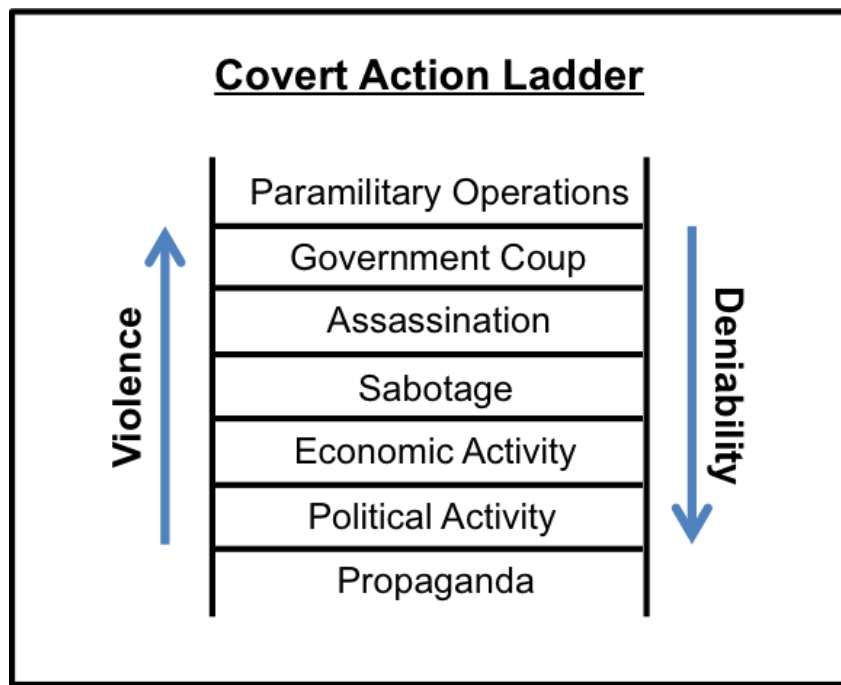 Covert Action Ladder
Paramilitary Operations
Government Coup
Assassination
Sabotage
Economic Activity
Political Activity
Propaganda
Violence
Deniability